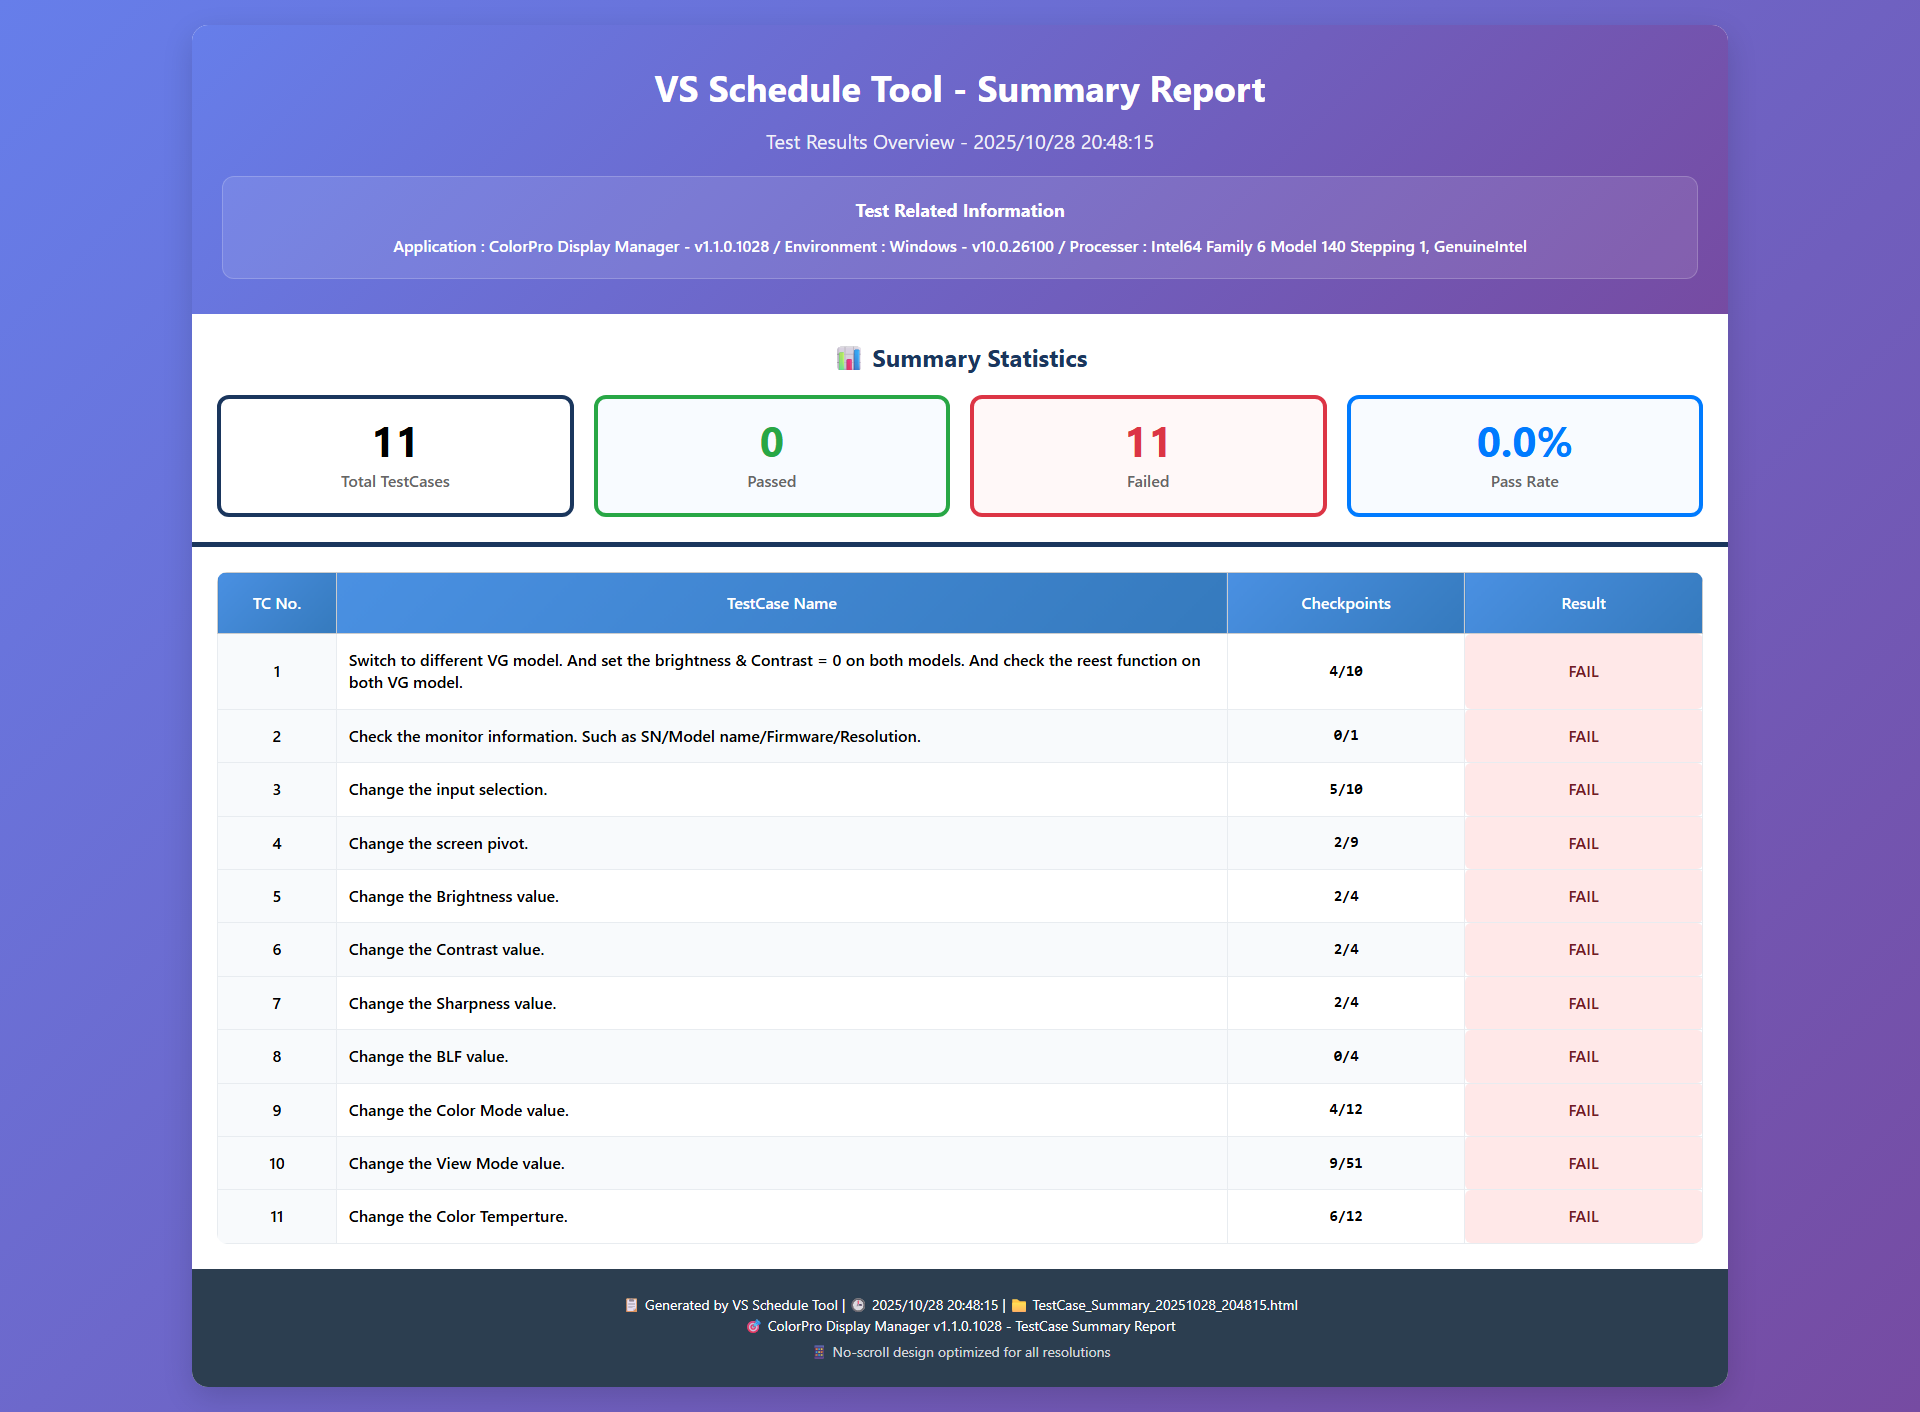 VS Schedule Tool - Summary Report
Test Results Overview - 2025/10/28 20:48:15
Test Related Information
Application : ColorPro Display Manager - v1.1.0.1028 / Environment : Windows - v10.0.26100 / Processer : Intel64 Family 6 Model 140 Stepping 1, GenuineIntel
Summary Statistics
11
Total TestCases
0
Passed
11
Failed
0.0%
Pass Rate
TC No. TestCase Name Checkpoints Result
1 Switch to different VG model. And set the brightness & Contrast = 0 on both models. And check the reest function on
both VG model. 4/10 FAIL
2 Check the monitor information. Such as SN/Model name/Firmware/Resolution. 0/1 FAIL
3 Change the input selection. 5/10 FAIL
4 Change the screen pivot. 2/9 FAIL
5 Change the Brightness value. 2/4 FAIL
6 Change the Contrast value. 2/4 FAIL
7 Change the Sharpness value. 2/4 FAIL
8 Change the BLF value. 0/4 FAIL
9 Change the Color Mode value. 4/12 FAIL
10 Change the View Mode value. 9/51 FAIL
11 Change the Color Temperture. 6/12 FAIL
Generated by VS Schedule Tool | 2025/10/28 20:48:15 | TestCase_Summary_20251028_204815.html
ColorPro Display Manager v1.1.0.1028 - TestCase Summary Report
No-scroll design optimized for all resolutions